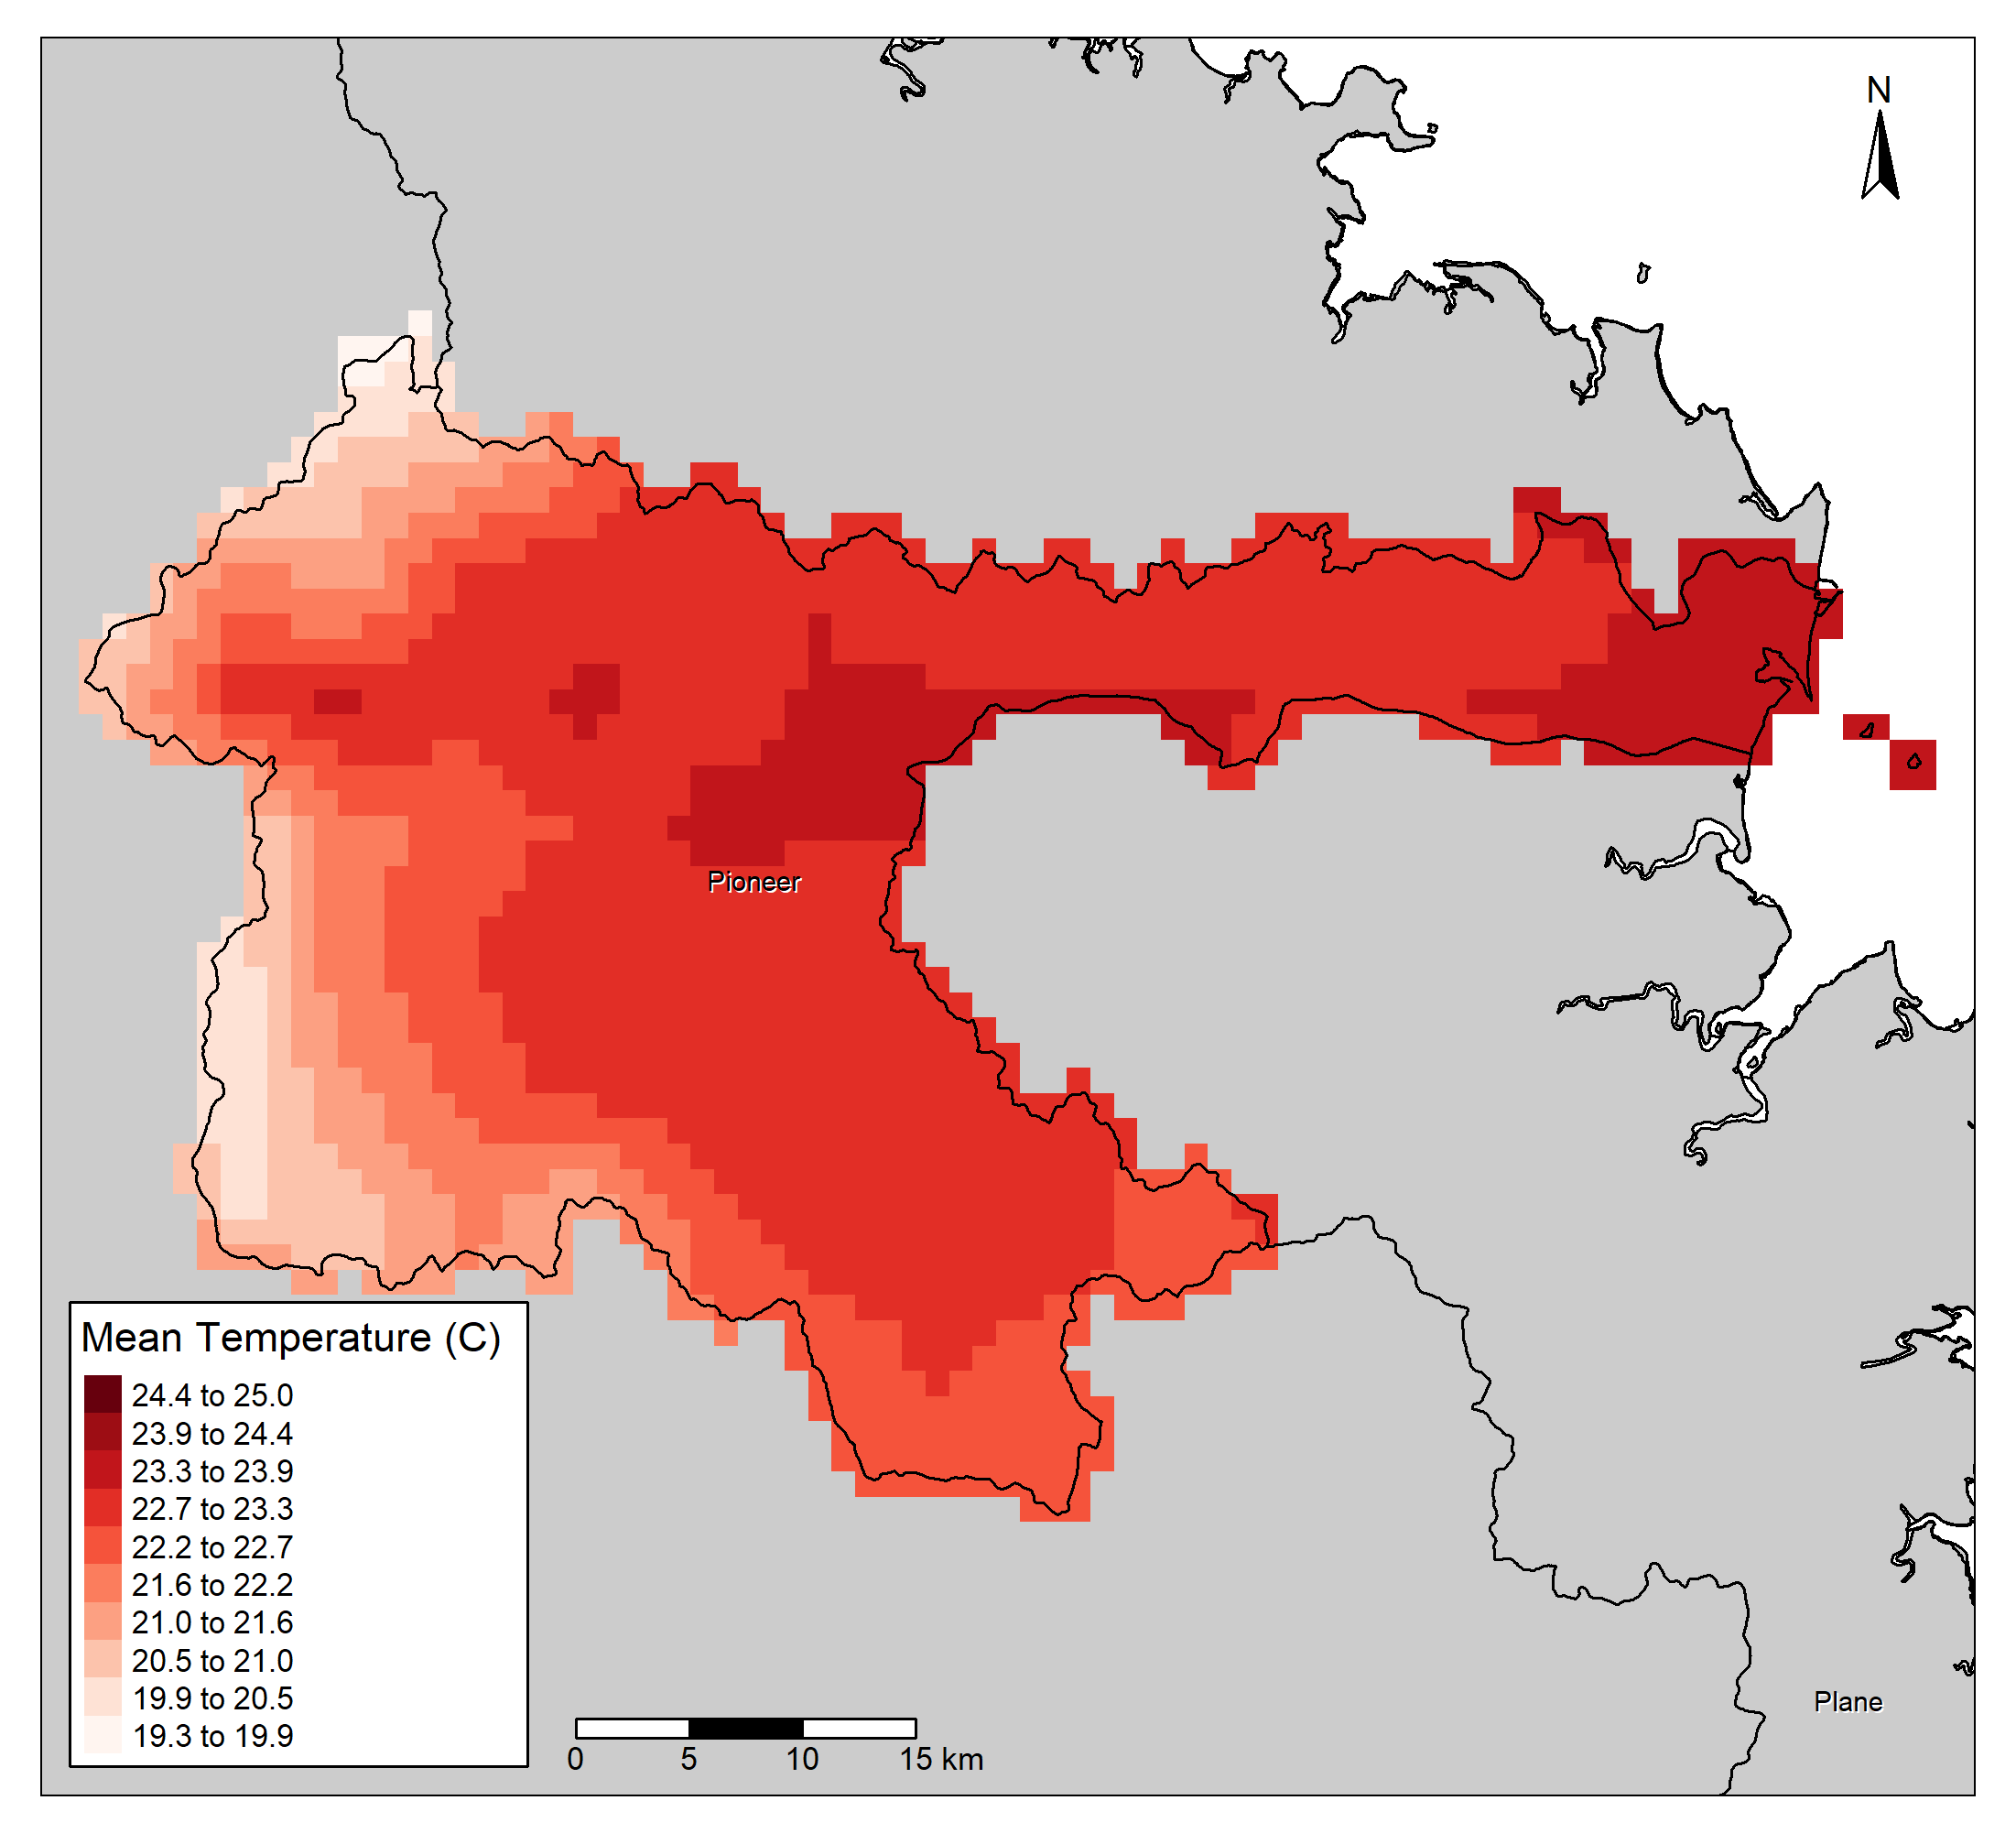 N
Pioneer
Mean Temperature (C)
24.4 to 25.0
23.9 to 24.4
23.3 to 23.9
22.7 to 23.3
22.2 to 22.7
21.6 to 22.2
21.0 to 21.6
20.5 to 21.0
19.9 to 20.5
19.3 to 19.9
0 5 10 15 km
Plane